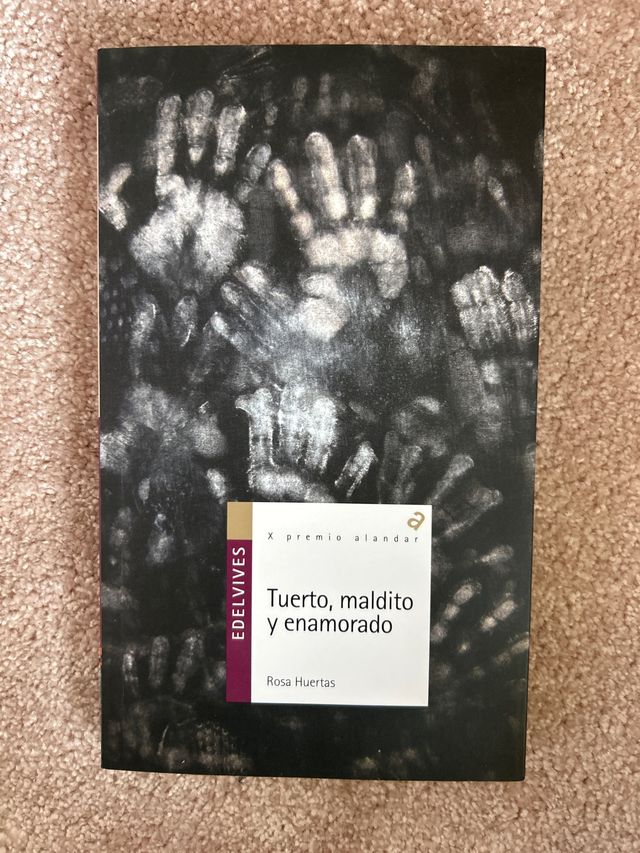 a
X premio alandar
EDELVIVES
Tuerto, maldito
y enamorado
Rosa Huertas